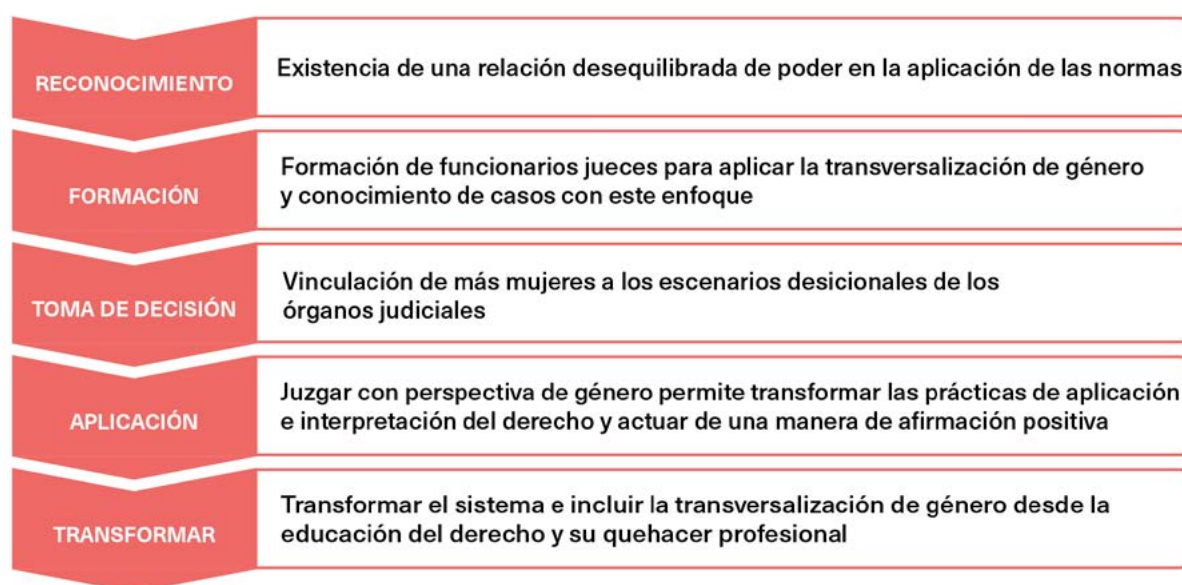 RECONOCIMIENTO
Existencia de una relación desequilibrada de poder en la aplicación de las normas
FORMACIÓN
Formación de funcionarios jueces para aplicar la transversalización de género
y conocimiento de casos con este enfoque
TOMA DE DECISIÓN
Vinculación de más mujeres a los escenarios desicionales de los
órganos judiciales
APLICACIÓN
Juzgar con perspectiva de género permite transformar las prácticas de aplicación
e interpretación del derecho y actuar de una manera de afirmación positiva
TRANSFORMAR
Transformar el sistema e incluir la transversalización de género desde la
educación del derecho y su quehacer profesional